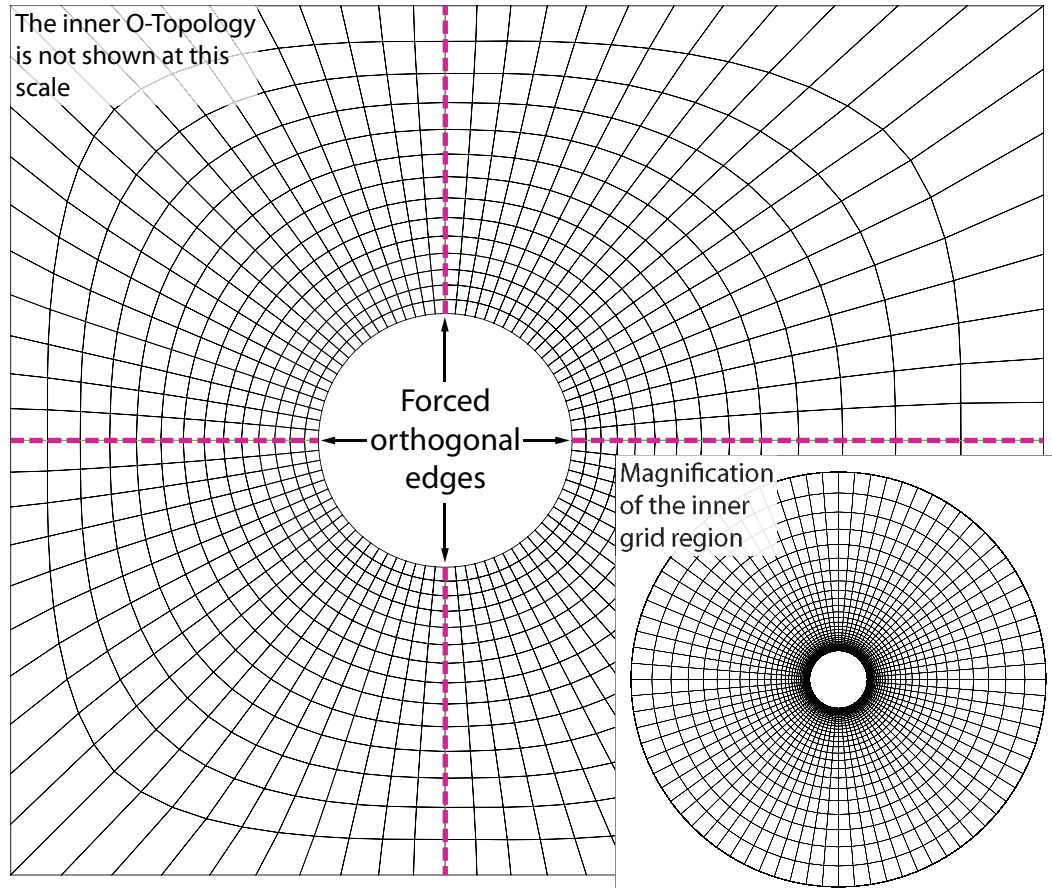 The inner O-Topology
is not shown at this
scale
Forced
orthogonal
edges
Magnification
of the inner
grid region